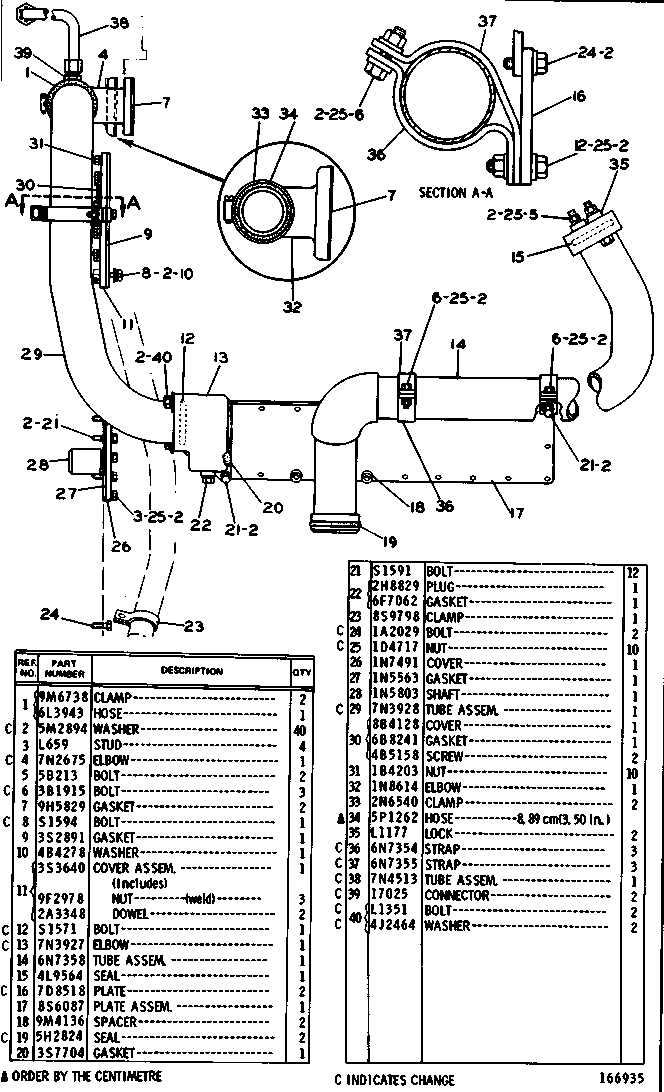 38
39
4
1
7
31
30
A
A
9
8-2-10
11
29
33
34
7
32
37
24-2
16
2-25-6
36
12-25-2
SECTION A-A
35
2-25-5
15
6-25-2
37
14
6-25-2
12
13
2-40
2-21
28
27
3-25-2
26
22
21-2
20
18
36
17
21-2
19
24
23
REF. NO. PART NUMBER DESCRIPTION QTY
1 9M6738 CLAMP 2
6L3943 HOSE 1
C 2 5M2894 WASHER 40
3 L659 STUD 4
C 4 7N2675 ELBOW 1
5 5B213 BOLT 2
C 6 3B1915 BOLT 3
7 9H5829 GASKET 2
C 8 S1594 BOLT 1
9 3S2891 GASKET 1
10 4B4278 WASHER 1
11 3S3640 COVER ASSEM. 1
(Includes)
9F2978 NUT (weld) 3
2A3348 DOWEL 2
C 12 S1571 BOLT 1
C 13 7N3927 ELBOW 1
14 6N7358 TUBE ASSEM. 1
15 4L9564 SEAL 1
C 16 7D8518 PLATE 2
17 8S6087 PLATE ASSEM. 1
18 9M4136 SPACER 2
C 19 5H2824 SEAL 2
20 3S7704 GASKET 1
21 S1591 BOLT 12
22 2H8829 PLUG 1
6F7062 GASKET 1
23 8S9798 CLAMP 1
C 24 1A2029 BOLT 2
C 25 1D4717 NUT 10
26 1N7491 COVER 1
27 1N5563 GASKET 1
28 1N5803 SHAFT 1
C 29 7N3928 TUBE ASSEM. 1
30 8B4128 COVER 1
6B8241 GASKET 1
4B5158 SCREW 2
31 1B4203 NUT 10
32 1N8614 ELBOW 1
33 2N6540 CLAMP 2
▲ 34 5P1262 HOSE 8,89 cm(3.50 In.)
35 L1177 LOCK 2
C 36 6N7354 STRAP 3
C 37 6N7355 STRAP 3
C 38 7N4513 TUBE ASSEM. 1
C 39 17025 CONNECTOR 2
C 40 L1351 BOLT 2
C 4J2464 WASHER 2
▲ ORDER BY THE CENTIMETRE
C INDICATES CHANGE
166935